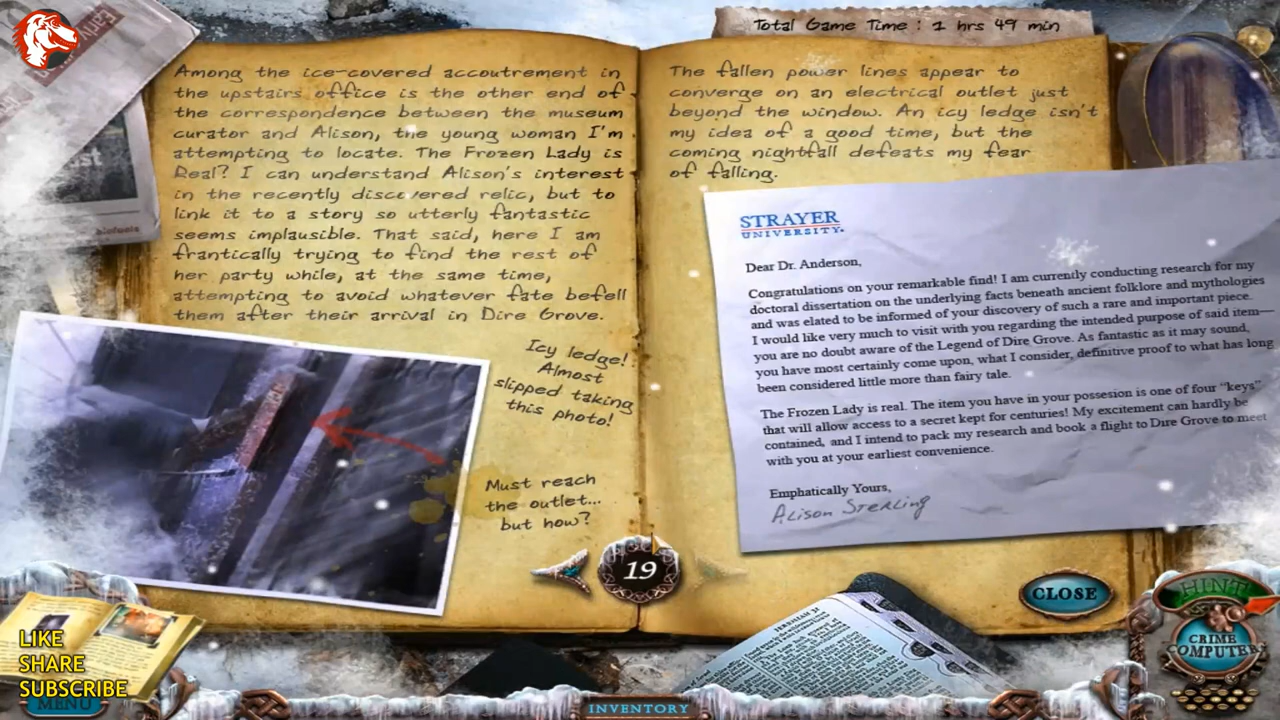 Total Game Time : 1 hrs 49 min
Among the ice-covered accoutrement in
the upstairs office is the other end of
the correspondence between the museum
curator and Alison, the young woman I'm
attempting to locate. The Frozen Lady is
Real? I can understand Alison's interest
in the recently discovered relic, but to
link it to a story so utterly fantastic
seems implausible. That said, here I am
frantically trying to find the rest of
her party while, at the same time,
attempting to avoid whatever fate befell
them after their arrival in Dire Grove.
Icy ledge!
Almost
slipped taking
this photo!
Must reach
the outlet...
but how?
The fallen power lines appear to
converge on an electrical outlet just
beyond the window. An icy ledge isn't
my idea of a good time, but the
coming nightfall defeats my fear
of falling.
STRAYER
UNIVERSITY
Dear Dr. Anderson,
Congratulations on your remarkable find! I am currently conducting research for my
doctoral dissertation on the underlying facts beneath ancient folklore and mythologies
and was elated to be informed of your discovery of such a rare and important piece.
I would like very much to visit with you regarding the intended purpose of said item—
you are no doubt aware of the Legend of Dire Grove. As fantastic as it may sound,
you have most certainly come upon, what I consider, definitive proof to what has long
been considered little more than fairy tale.
The Frozen Lady is real. The item you have in your possesion is one of four “keys”
that will allow access to a secret kept for centuries! My excitement can hardly be
contained, and I intend to pack my research and book a flight to Dire Grove to meet
with you at your earliest convenience.
Emphatically Yours,
Alison Sterling
19
CLOSE
HINT
CRIME
COMPUTER
LIKE
SHARE
SUBSCRIBE
MENU
INVENTORY